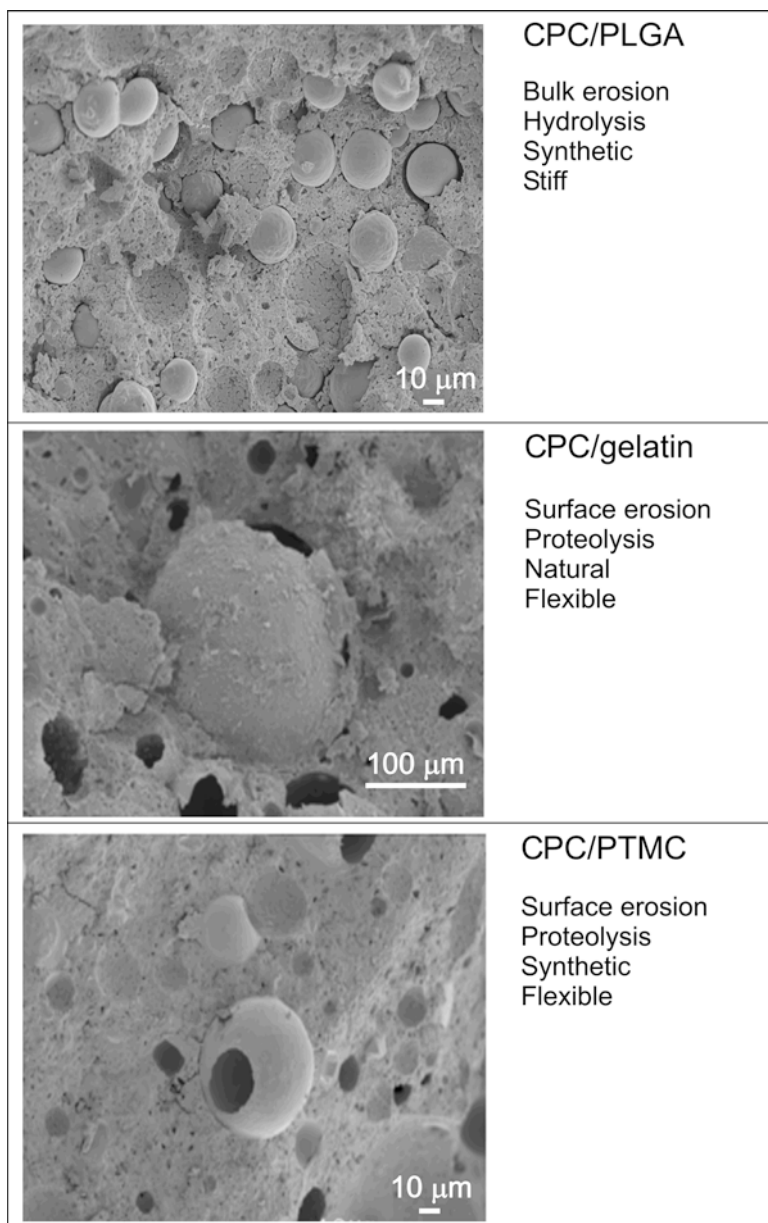 CPC/PLGA
Bulk erosion
Hydrolysis
Synthetic
Stiff
10 μm
CPC/gelatin
Surface erosion
Proteolysis
Natural
Flexible
100 μm
CPC/PTMC
Surface erosion
Proteolysis
Synthetic
Flexible
10 μm